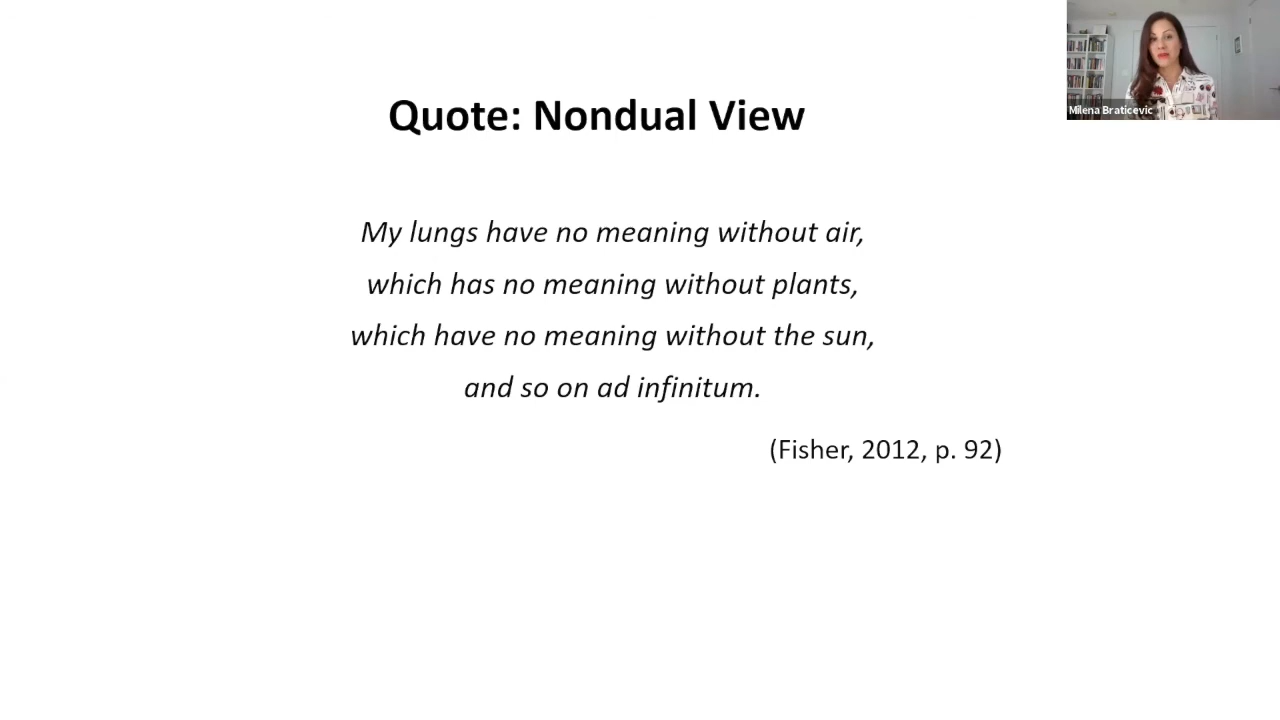 Quote: Nondual View
My lungs have no meaning without air,
which has no meaning without plants,
which have no meaning without the sun,
and so on ad infinitum.
(Fisher, 2012, p. 92)
Milena Braticevic